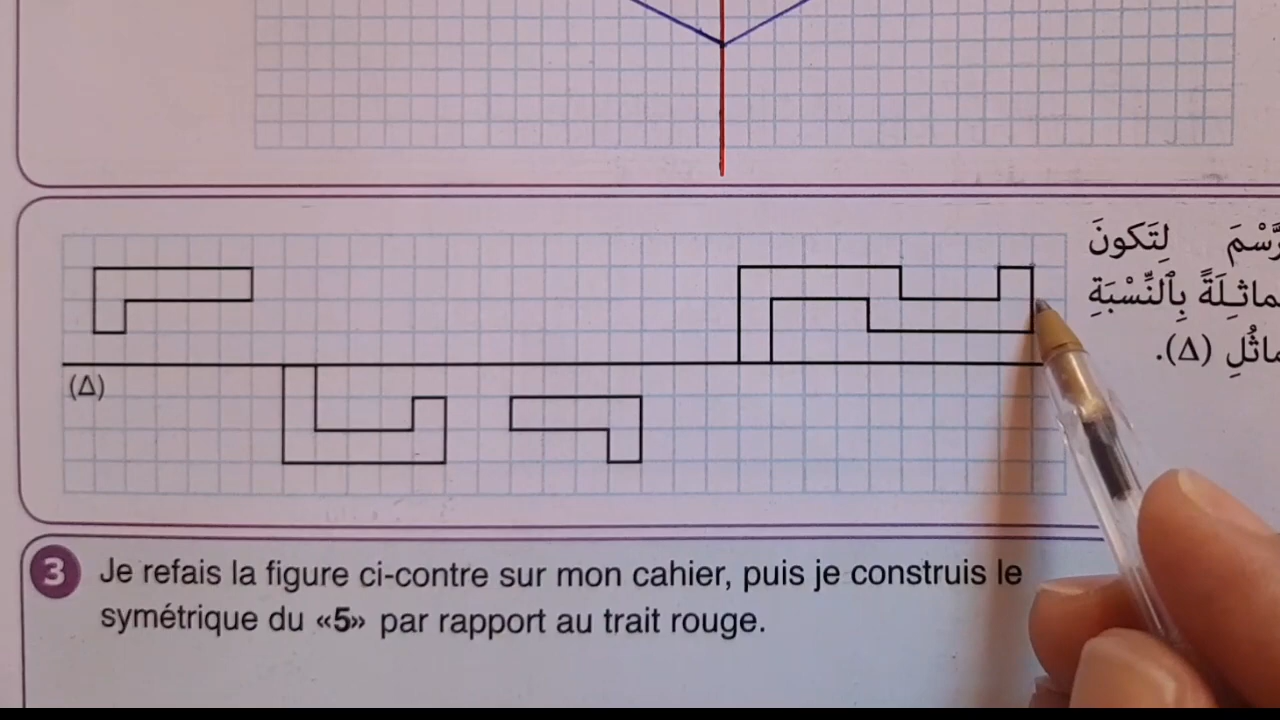 لِتَكونَ
بِٱلنِّسْبَةِ
(Δ).
(Δ)
3 Je refais la figure ci-contre sur mon cahier, puis je construis le
symétrique du «5» par rapport au trait rouge.